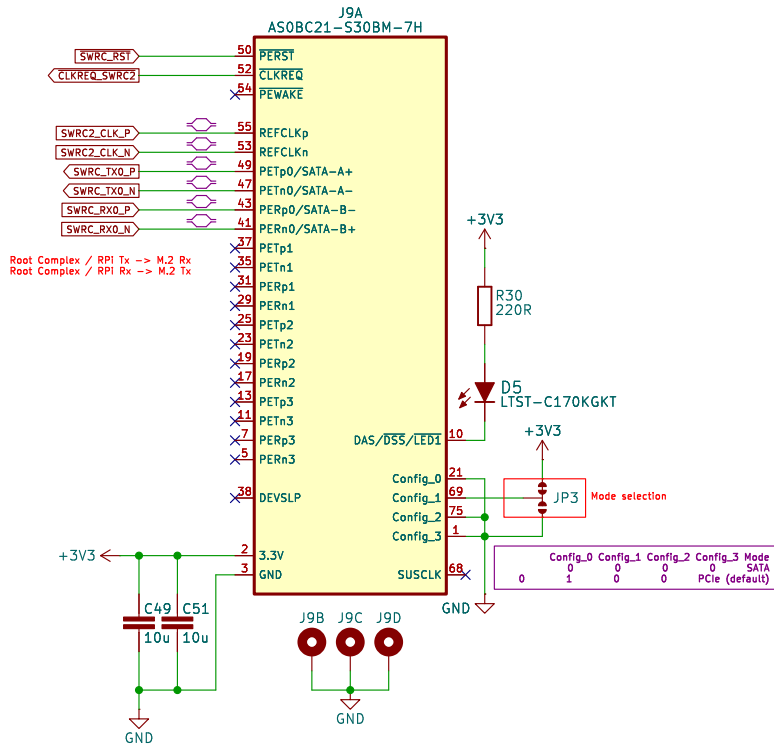 J9A
AS0BC21-S30BM-7H
SWRC_RST 50 PERST
CLKREQ_SWRC2 52 CLKREQ
54 PEWAKE
SWRC2_CLK_P 55 REFCLKp
SWRC2_CLK_N 53 REFCLKn
SWRC_TX0_P 49 PETp0/SATA-A+
SWRC_TX0_N 47 PETn0/SATA-A-
SWRC_RX0_P 43 PERp0/SATA-B-
SWRC_RX0_N 41 PERn0/SATA-B+
37 PETp1
Root Complex / RPi Tx -> M.2 Rx
Root Complex / RPi Rx -> M.2 Tx
35 PETn1
31 PERp1
29 PERn1
25 PETp2
23 PETn2
19 PERp2
17 PERn2
13 PETp3
11 PETn3
7 PERp3
5 PERn3
38 DEVSLP
+3V3 2 3.3V
3 GND
+3V3
R30
220R
D5
LTST-C170KGKT
DAS/DSS/LED1 10
+3V3
Config_0 21
Config_1 69
JP3 Mode selection
Config_2 75
Config_3 1
SUSCLK 68
Config_0 Config_1 Config_2 Config_3 Mode
0 0 0 0 SATA
0 1 0 0 PCIe (default)
GND
C49 C51
10u 10u
J9B J9C J9D
GND
GND